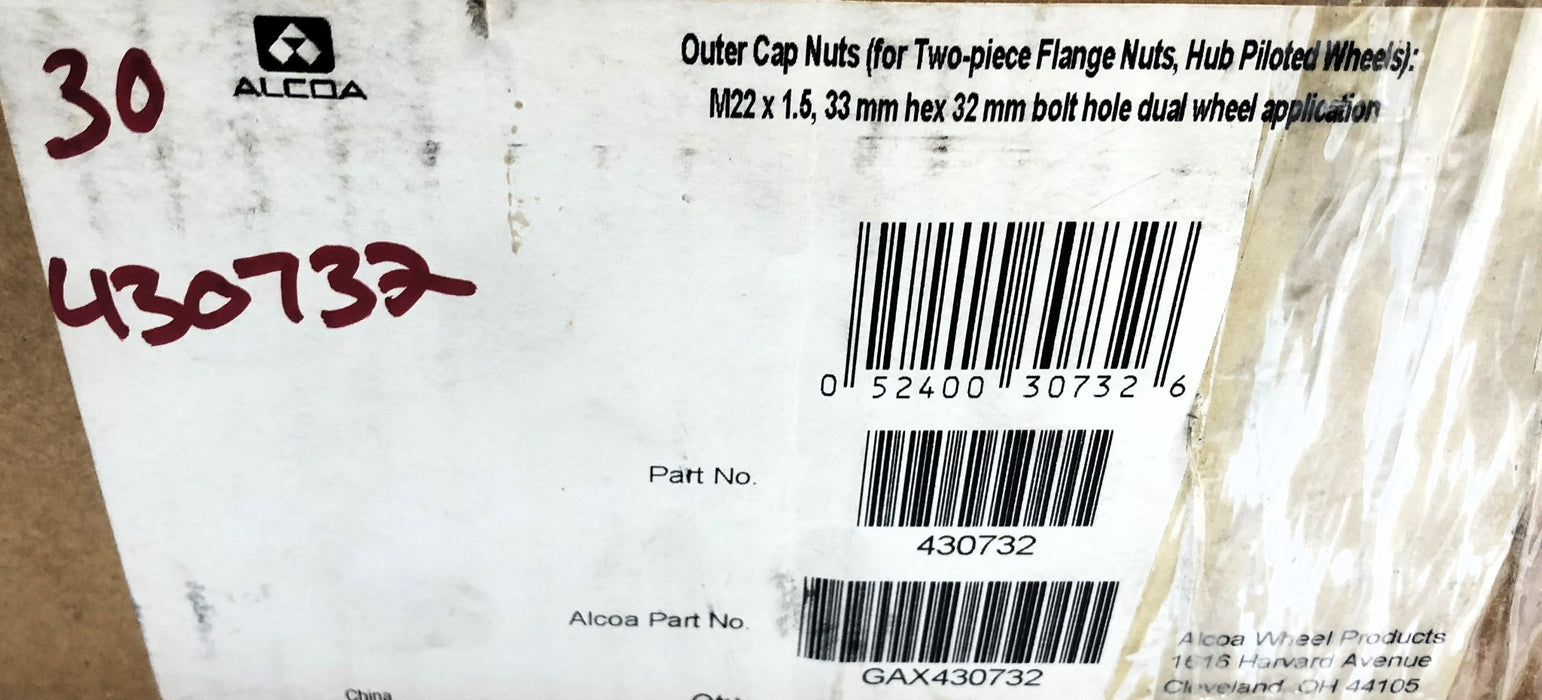 30
ALCOA
Outer Cap Nuts (for Two-piece Flange Nuts, Hub Piloted Wheels):
M22 x 1.5, 33 mm hex 32 mm bolt hole dual wheel application
430732
0 52400 30732 6
Part No.
430732
Alcoa Part No.
GAX430732
Alcoa Wheel Products
1616 Harvard Avenue
Cleveland, OH 44105
China